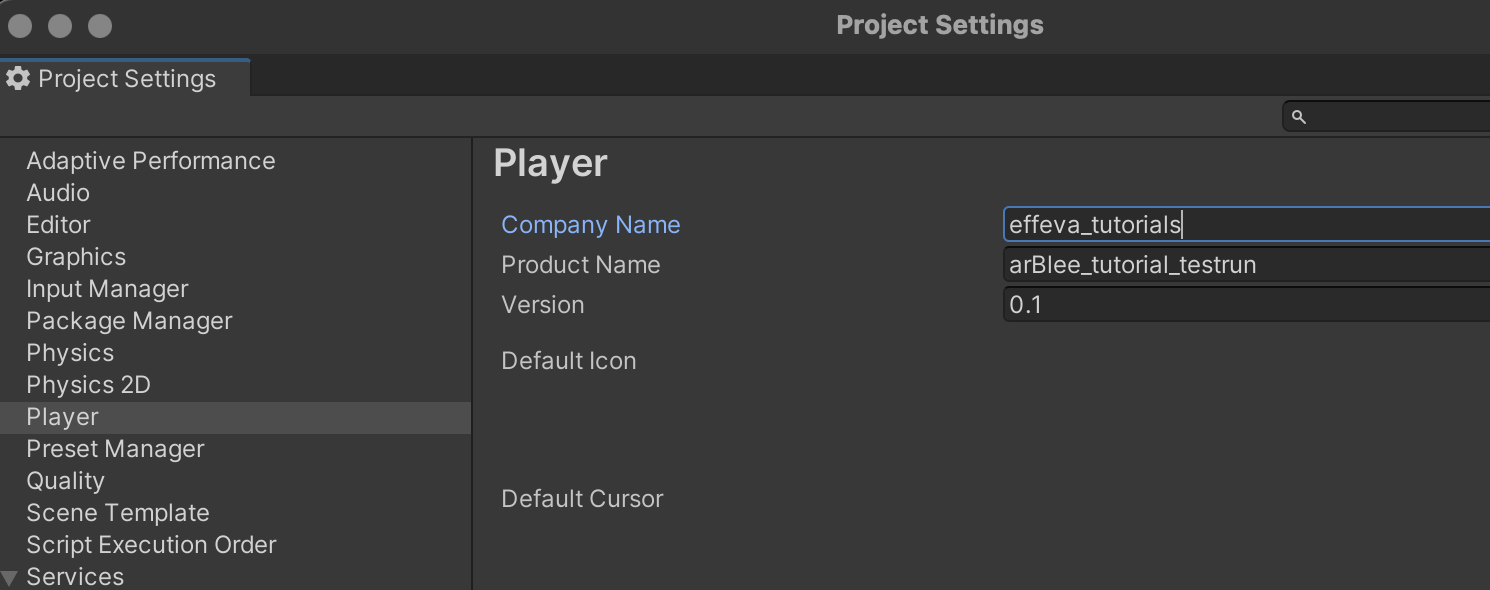 Project Settings
Project Settings
Adaptive Performance
Audio
Editor
Graphics
Input Manager
Package Manager
Physics
Physics 2D
Player
Preset Manager
Quality
Scene Template
Script Execution Order
Services
Player
Company Name effeva_tutorials
Product Name arBlee_tutorial_testrun
Version 0.1
Default Icon
Default Cursor